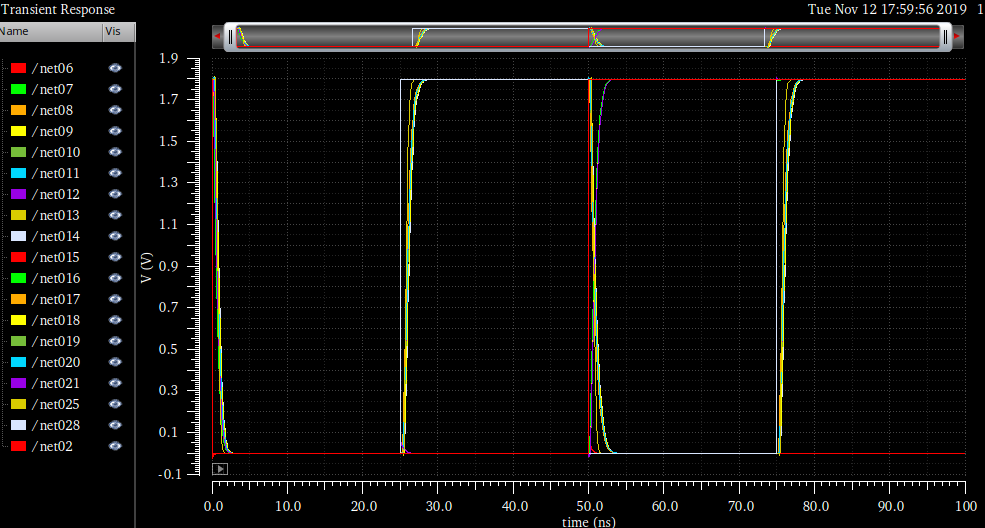 Transient Response
Tue Nov 12 17:59:56 2019 1
Name Vis
/net06
/net07
/net08
/net09
/net010
/net011
/net012
/net013
/net014
/net015
/net016
/net017
/net018
/net019
/net020
/net021
/net025
/net028
/net02
V (V)
1.9
1.7
1.5
1.3
1.1
0.9
0.7
0.5
0.3
0.1
-0.1
0.0 10.0 20.0 30.0 40.0 50.0 60.0 70.0 80.0 90.0 100
time (ns)